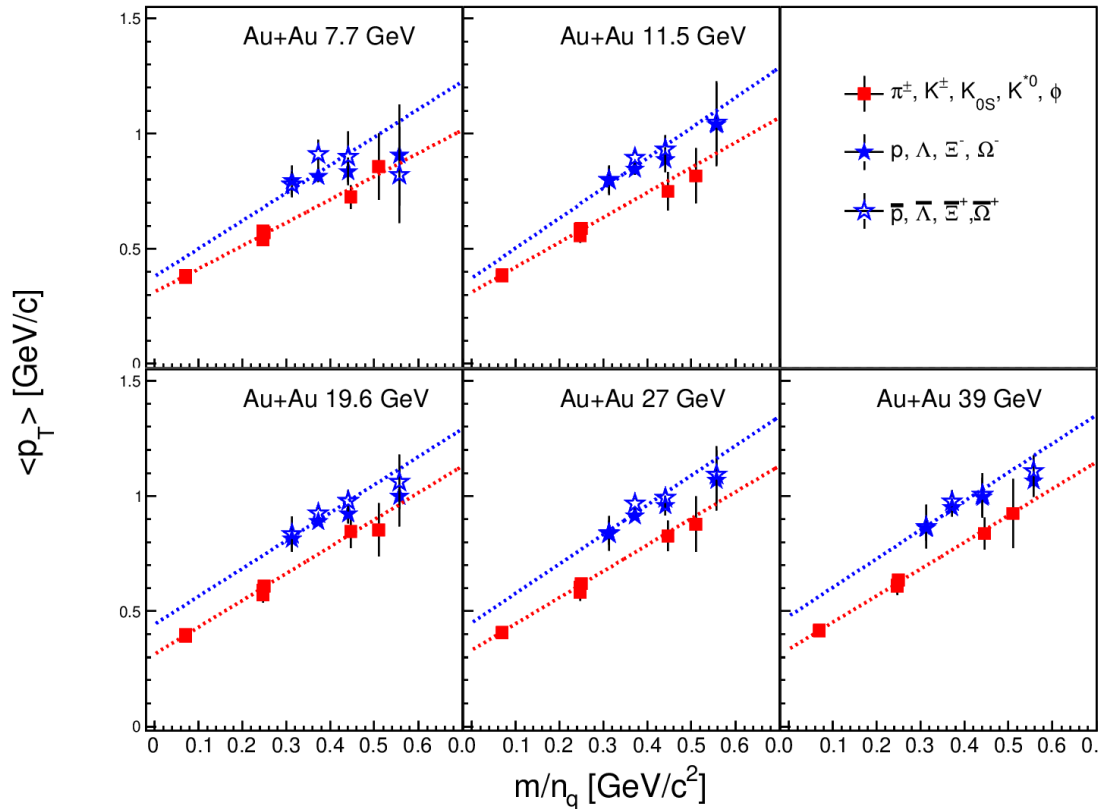 Au+Au 7.7 GeV
Au+Au 11.5 GeV
π±, K±, K0S, K*0, ϕ
p, Λ, Ξ-, Ω-
p̅, Λ̅, Ξ̅+,Ω̅+
1.5
1
0.5
0
<pT> [GeV/c]
Au+Au 19.6 GeV
Au+Au 27 GeV
Au+Au 39 GeV
1.5
1
0.5
0
0 0.1 0.2 0.3 0.4 0.5 0.6 0.0 0.1 0.2 0.3 0.4 0.5 0.6 0.0 0.1 0.2 0.3 0.4 0.5 0.6 0.
m/nq [GeV/c2]